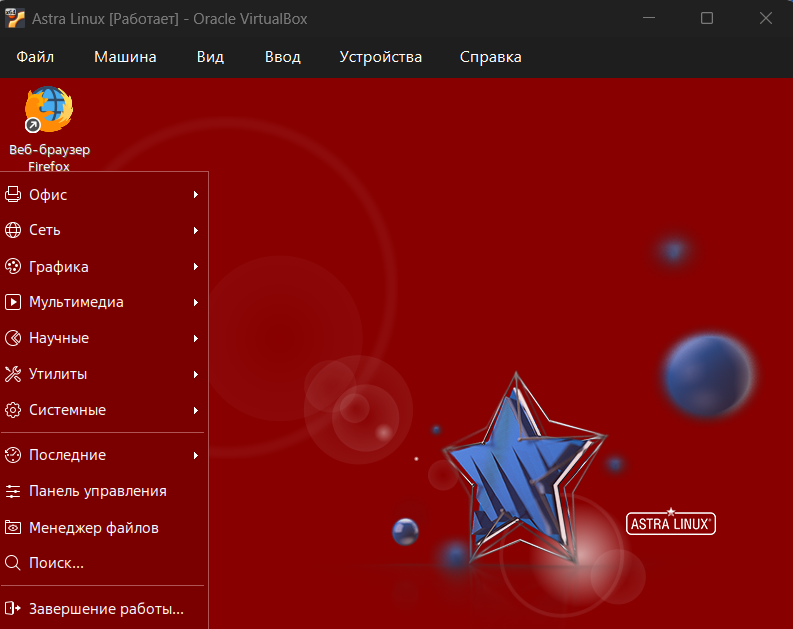 Astra Linux [Работает] - Oracle VirtualBox
Файл Машина Вид Ввод Устройства Справка
Веб-браузер
Firefox
Офис
Сеть
Графика
Мультимедиа
Научные
Утилиты
Системные
Последние
Панель управления
Менеджер файлов
Поиск...
Завершение работы...
ASTRA LINUX®